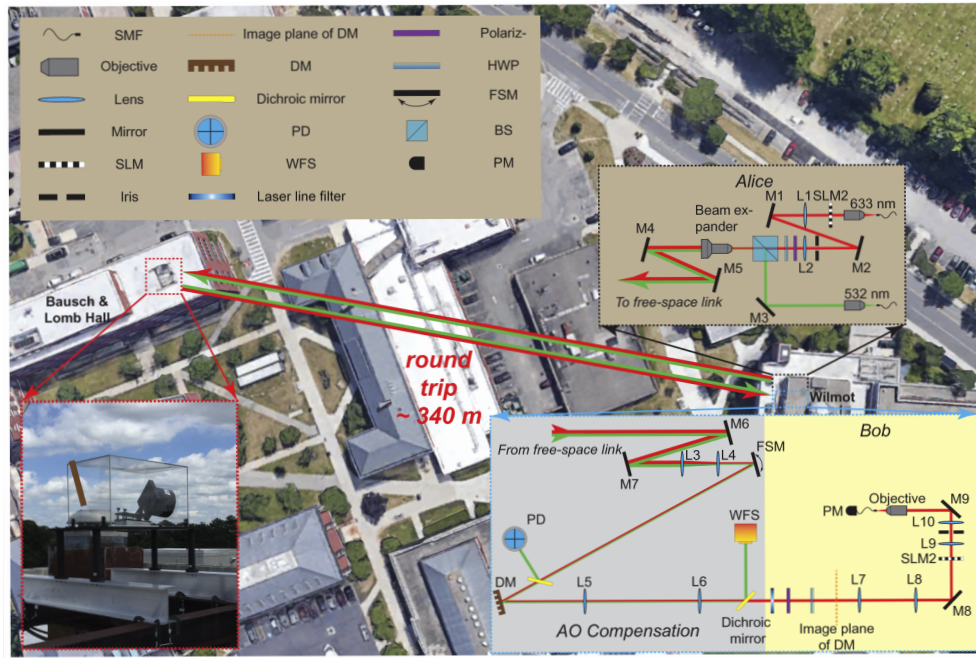 SMF
Image plane of DM
Polariz-
Objective
DM
HWP
Lens
Dichroic mirror
FSM
Mirror
PD
BS
SLM
WFS
PM
Iris
Laser line filter
Alice
M1
L1
SLM2
633 nm
Beam ex-
pander
M4
M5
L2
M2
To free-space link
M3
532 nm
Bausch &
Lomb Hall
round
trip
~ 340 m
Wilmot
From free-space link
M6
Bob
M7
L3
L4
FSM
PD
WFS
PM
Objective
M9
L10
L9
SLM2
DM
L5
L6
L7
L8
M8
AO Compensation
Dichroic
mirror
Image plane
of DM